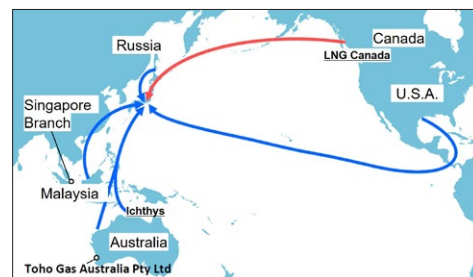 Russia
Canada
LNG Canada
U.S.A.
Singapore
Branch
Malaysia
Ichthys
Australia
Toho Gas Australia Pty Ltd